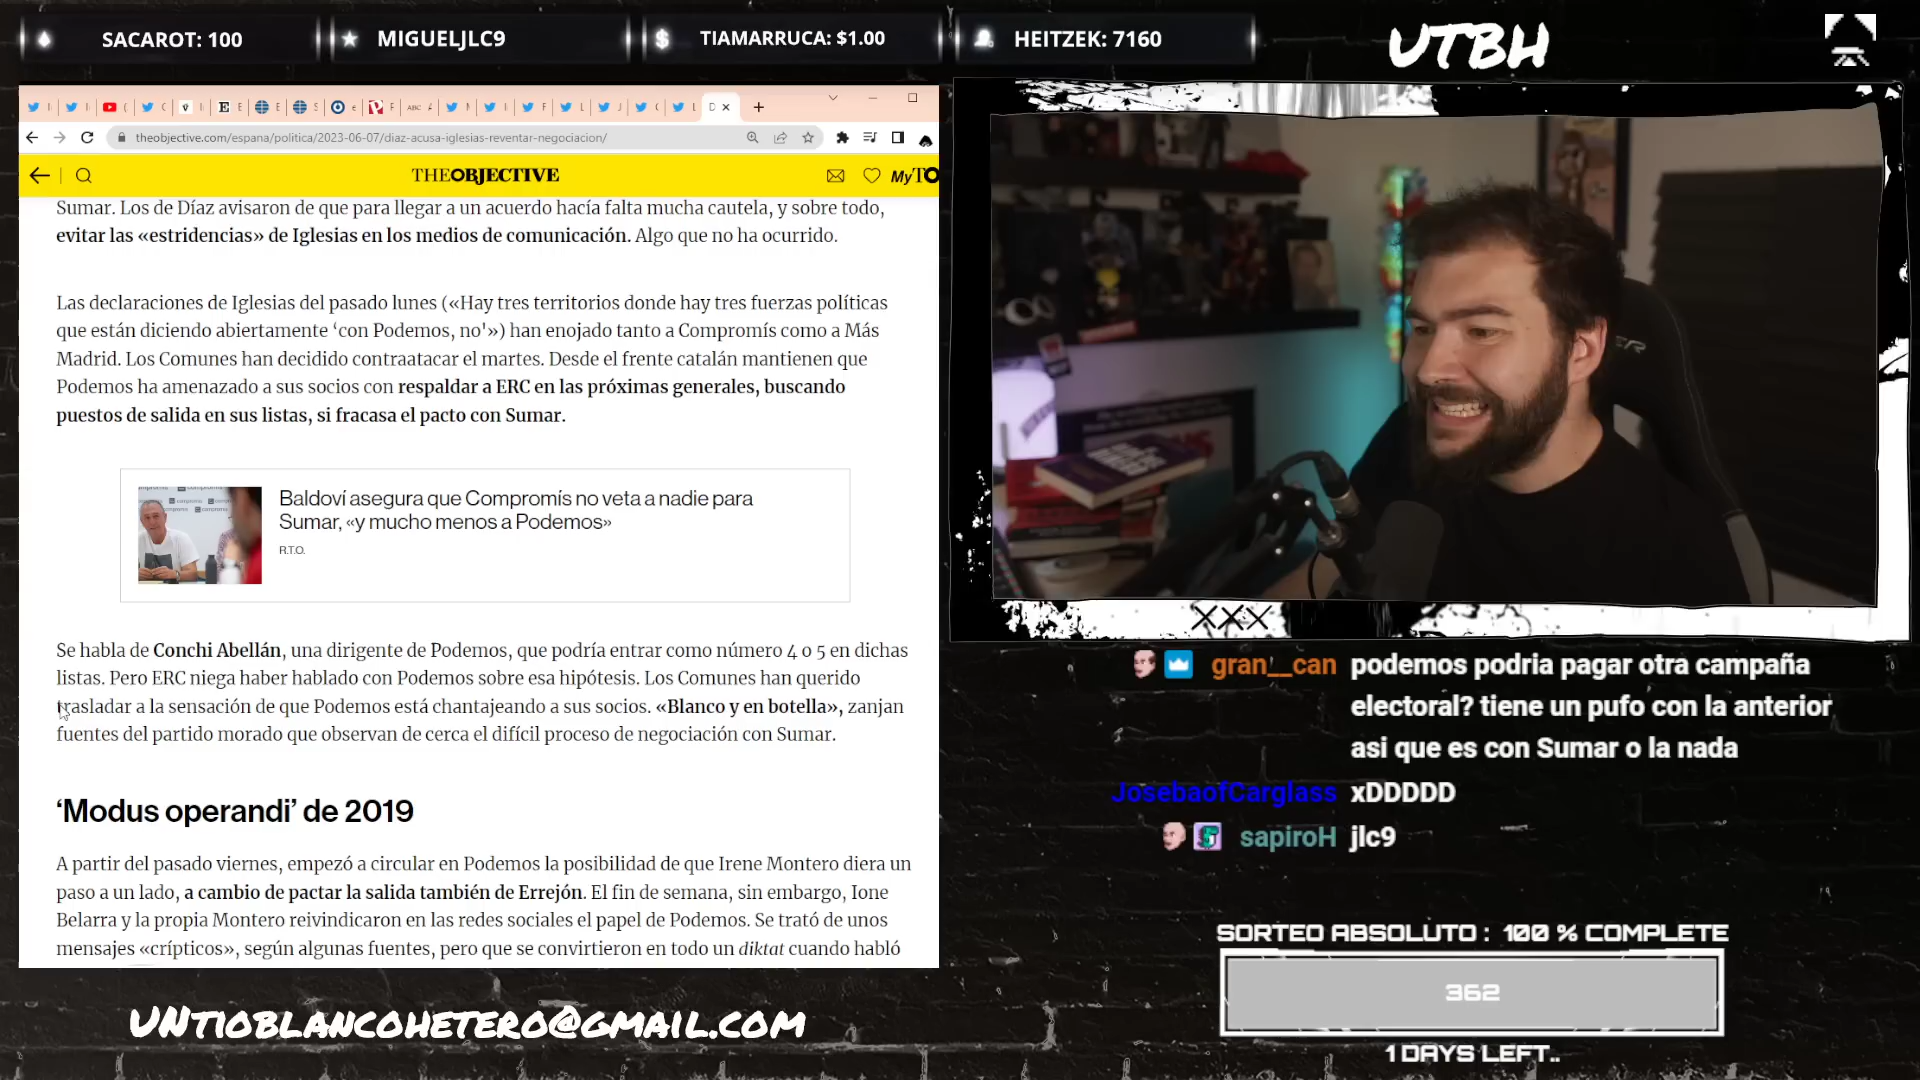 SACAROT: 100
MIGUELJLC9
TIAMARRUCA: $1.00
HEITZEK: 7160
UTBH
theobjective.com/espana/politica/2023-06-07/diaz-acusa-iglesias-reventar-negociacion/
THEOBJECTIVE
MyTO
Sumar. Los de Díaz avisaron de que para llegar a un acuerdo hacía falta mucha cautela, y sobre todo,
evitar las «estridencias» de Iglesias en los medios de comunicación. Algo que no ha ocurrido.
Las declaraciones de Iglesias del pasado lunes («Hay tres territorios donde hay tres fuerzas políticas
que están diciendo abiertamente ‘con Podemos, no'») han enojado tanto a Compromís como a Más
Madrid. Los Comunes han decidido contraatacar el martes. Desde el frente catalán mantienen que
Podemos ha amenazado a sus socios con respaldar a ERC en las próximas generales, buscando
puestos de salida en sus listas, si fracasa el pacto con Sumar.
Baldoví asegura que Compromís no veta a nadie para
Sumar, «y mucho menos a Podemos»
R.T.O.
Se habla de Conchi Abellán, una dirigente de Podemos, que podría entrar como número 4 o 5 en dichas
listas. Pero ERC niega haber hablado con Podemos sobre esa hipótesis. Los Comunes han querido
trasladar a la sensación de que Podemos está chantajeando a sus socios. «Blanco y en botella», zanjan
fuentes del partido morado que observan de cerca el difícil proceso de negociación con Sumar.
‘Modus operandi’ de 2019
A partir del pasado viernes, empezó a circular en Podemos la posibilidad de que Irene Montero diera un
paso a un lado, a cambio de pactar la salida también de Errejón. El fin de semana, sin embargo, Ione
Belarra y la propia Montero reivindicaron en las redes sociales el papel de Podemos. Se trató de unos
mensajes «crípticos», según algunas fuentes, pero que se convirtieron en todo un diktat cuando habló
XXX
gran__can podemos podria pagar otra campaña
electoral? tiene un pufo con la anterior
asi que es con Sumar o la nada
JosebaofCarglass xDDDDD
sapiroH jlc9
SORTEO ABSOLUTO : 100 % COMPLETE
362
1 DAYS LEFT..
UNTIOBLANCOHETERO@GMAIL.COM